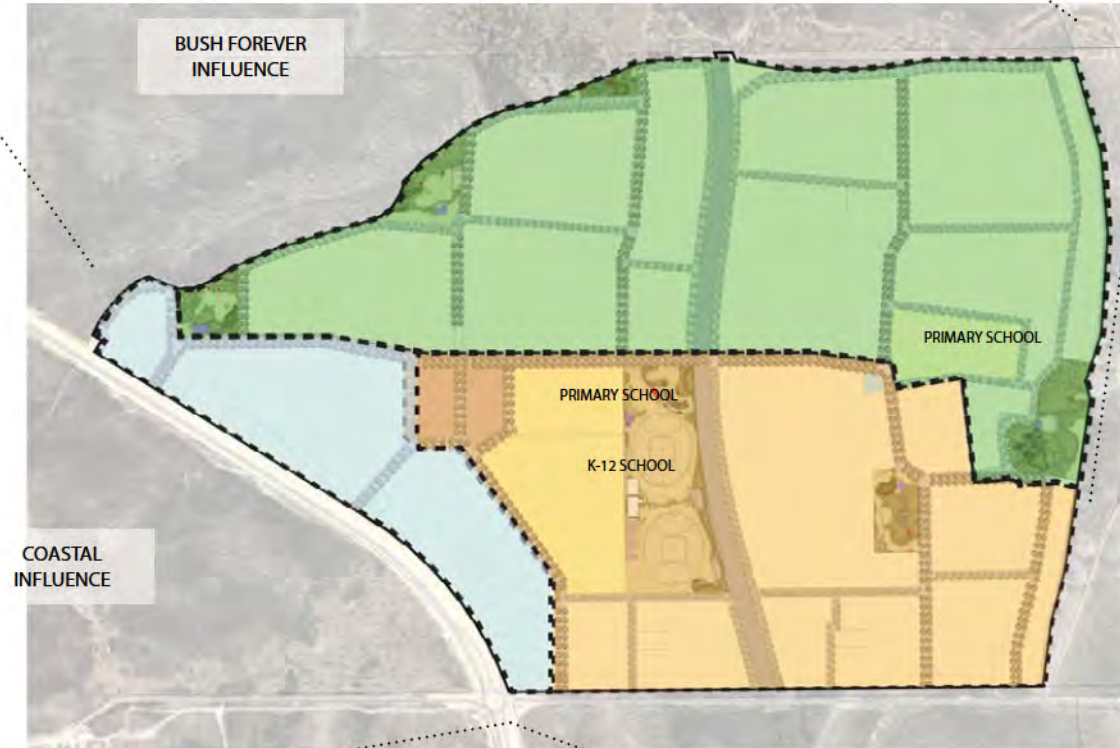 BUSH FOREVER
INFLUENCE
PRIMARY SCHOOL
PRIMARY SCHOOL
K-12 SCHOOL
COASTAL
INFLUENCE